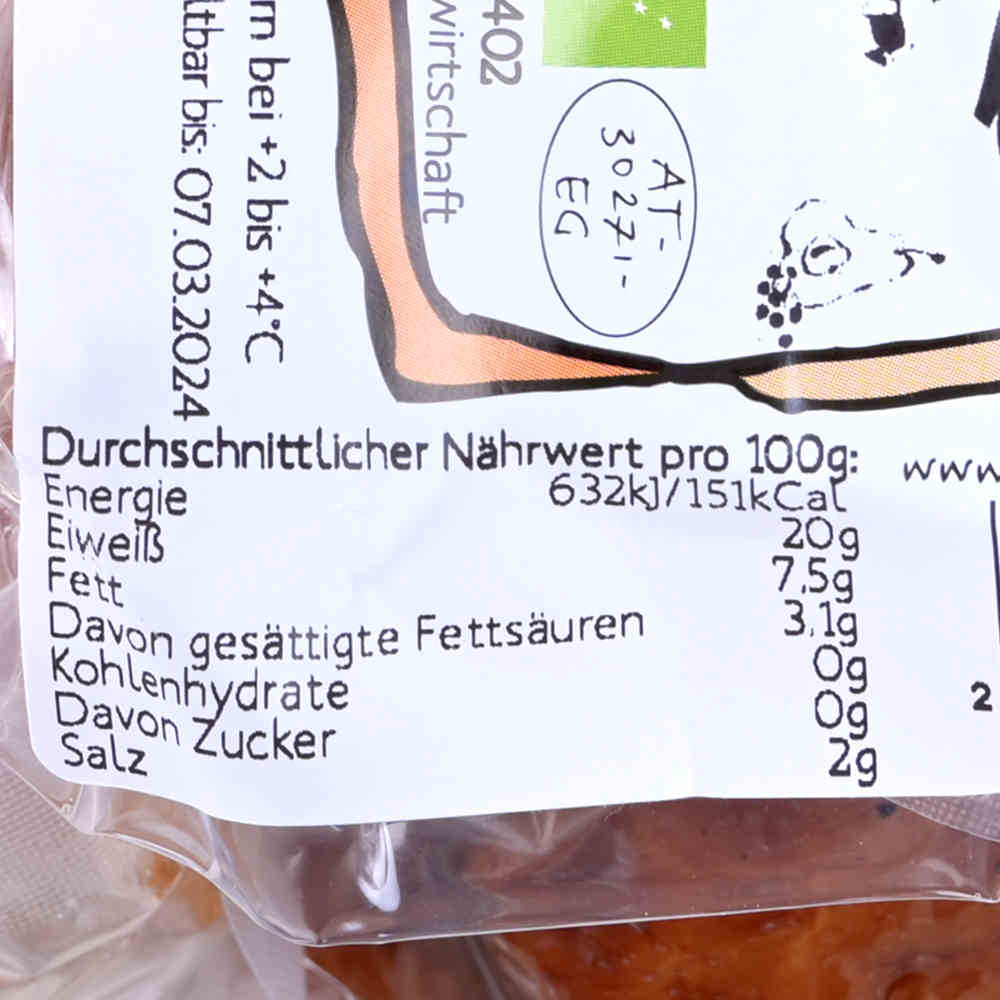 m bei +2 bis +4°C
ltbar bis: 07.03.2024
402
wirtschaft
AT-
30271-
EG
Durchschnittlicher Nährwert pro 100g:
www
Energie 632kJ/151kCal
Eiweiß 20g
Fett 7,5g
Davon gesättigte Fettsäuren 3,1g
Kohlenhydrate 0g
Davon Zucker 0g
Salz 2g
2